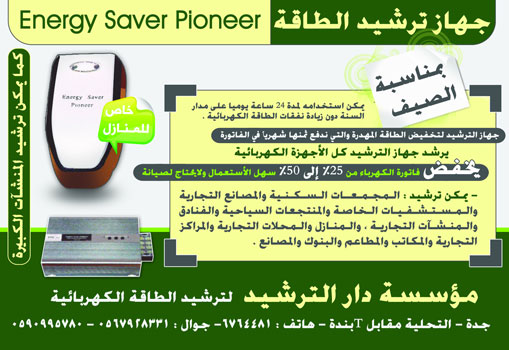 جهاز ترشيد الطاقة Energy Saver Pioneer
بمناسبة
الصيف
كما يمكن ترشيد المنشآت الكبيرة
Energy Saver
Pioneer
خاص
للمنازل
يمكن استخدامه لمدة 24 ساعة يوميا على مدار
السنة دون زيادة نفقات الطاقة الكهربائية .
جهاز الترشيد لتخفيض الطاقة المهدرة والتي ندفع ثمنها شهرياً في الفاتورة
يرشد جهاز الترشيد كل الأجهزة الكهربائية
يخفض فاتورة الكهرباء من 25٪ إلى 50٪ سهل الأستعمال ولايحتاج لصيانة
- يمكن ترشيد : المجمعات السكنية والمصانع التجارية
والمستشفيات الخاصة والمنتجعات السياحية والفنادق
والمنشآت التجارية ، والمنازل والمحلات التجارية والمراكز
التجارية والمكاتب والمطاعم والبنوك والمصانع .
مؤسسة دار الترشيد لترشيد الطاقة الكهربائية
جدة - التحلية مقابل Tبندة - هاتف : ٦٧٦٤٤٨١ - جوال : ٠٥٦٧٩٢٨٣٣١ - ٠٥٩٠٩٩٥٧٨٠